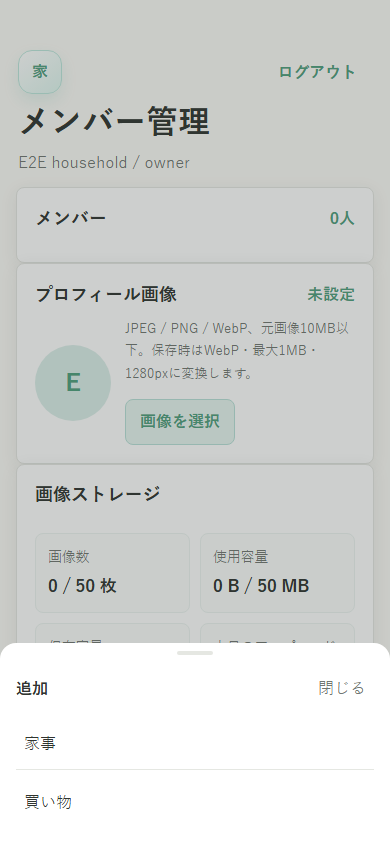 家
ログアウト
メンバー管理
E2E household / owner
メンバー
0人
プロフィール画像
未設定
E
JPEG / PNG / WebP、元画像10MB以
下。保存時はWebP・最大1MB・
1280pxに変換します。
画像を選択
画像ストレージ
画像数
0 / 50 枚
使用容量
0 B / 50 MB
追加
閉じる
家事
買い物